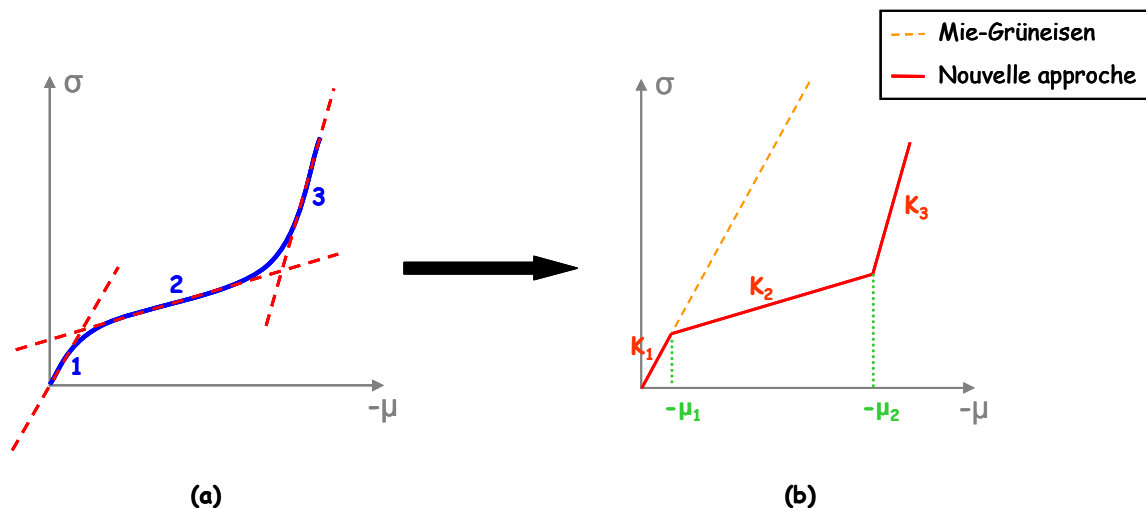 Mie-Grüneisen
Nouvelle approche
σ
3
2
1
-μ
(a)
σ
K₃
K₂
K₁
-μ₁
-μ₂
-μ
(b)